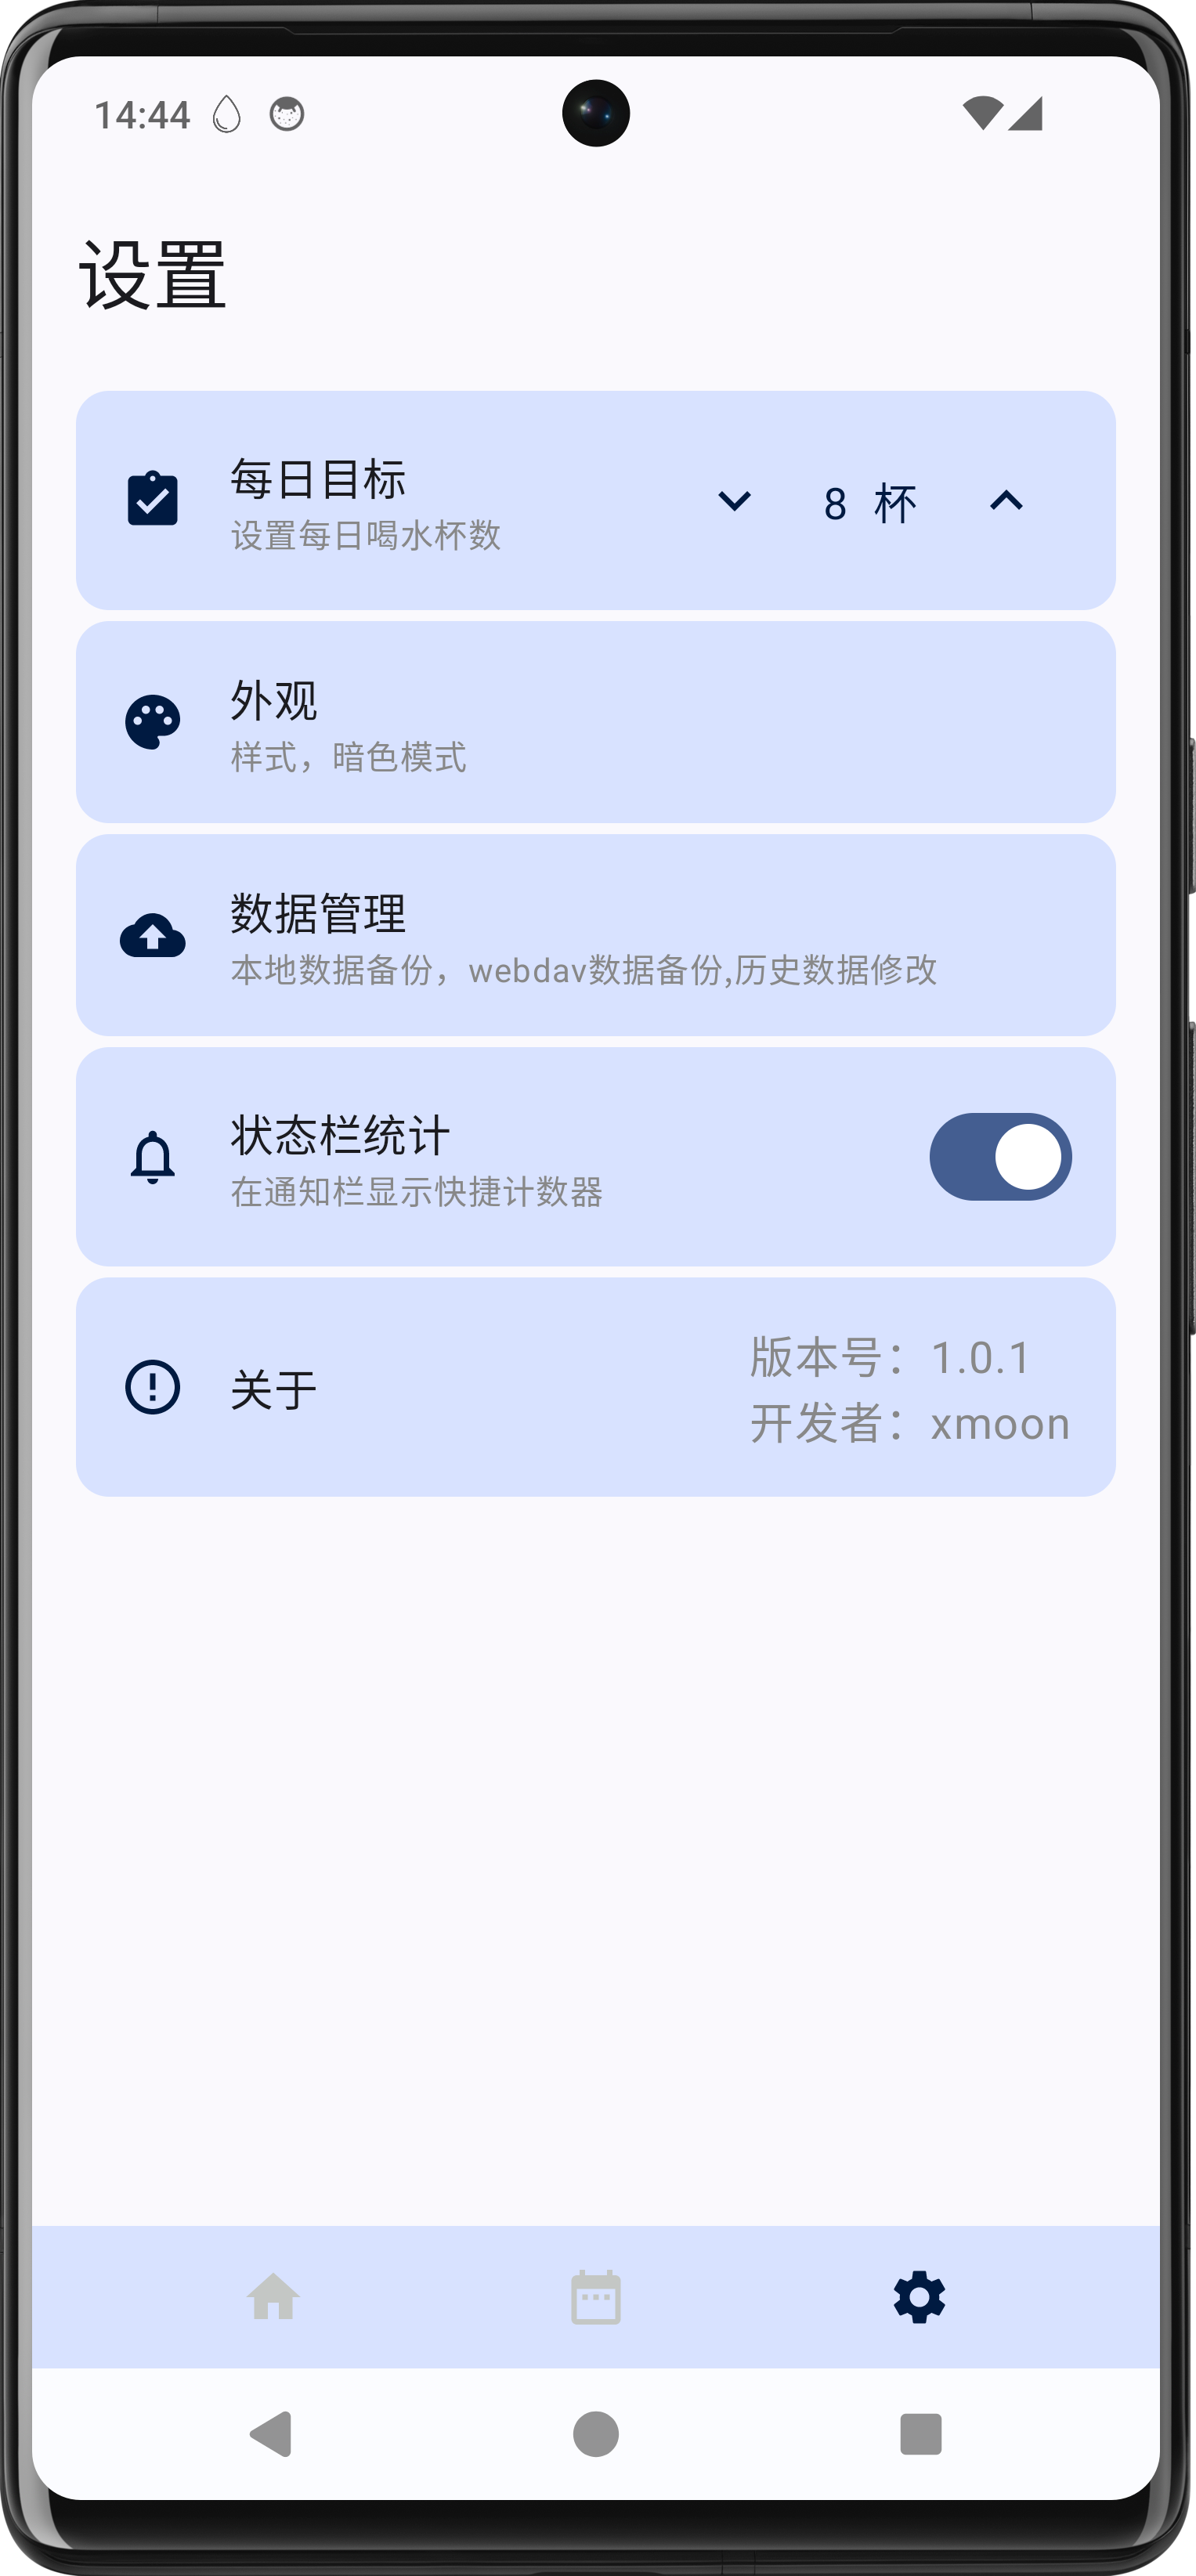 14:44
设置
每日目标
设置每日喝水杯数
8 杯
外观
样式，暗色模式
数据管理
本地数据备份，webdav数据备份,历史数据修改
状态栏统计
在通知栏显示快捷计数器
关于
版本号：1.0.1
开发者：xmoon